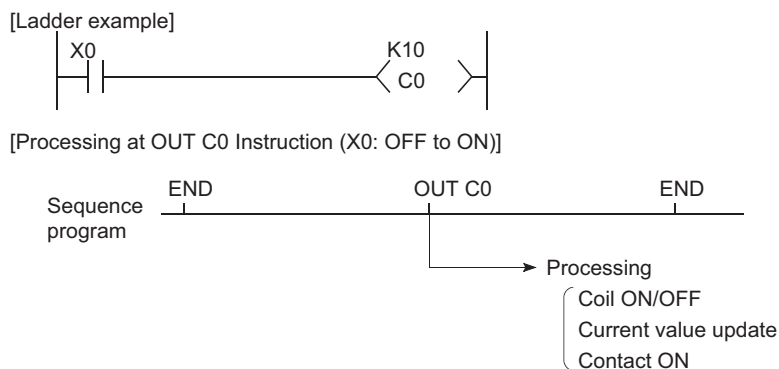 [Ladder example]
X0
K10
C0
[Processing at OUT C0 Instruction (X0: OFF to ON)]
END
OUT C0
END
Sequence
program
Processing
Coil ON/OFF
Current value update
Contact ON